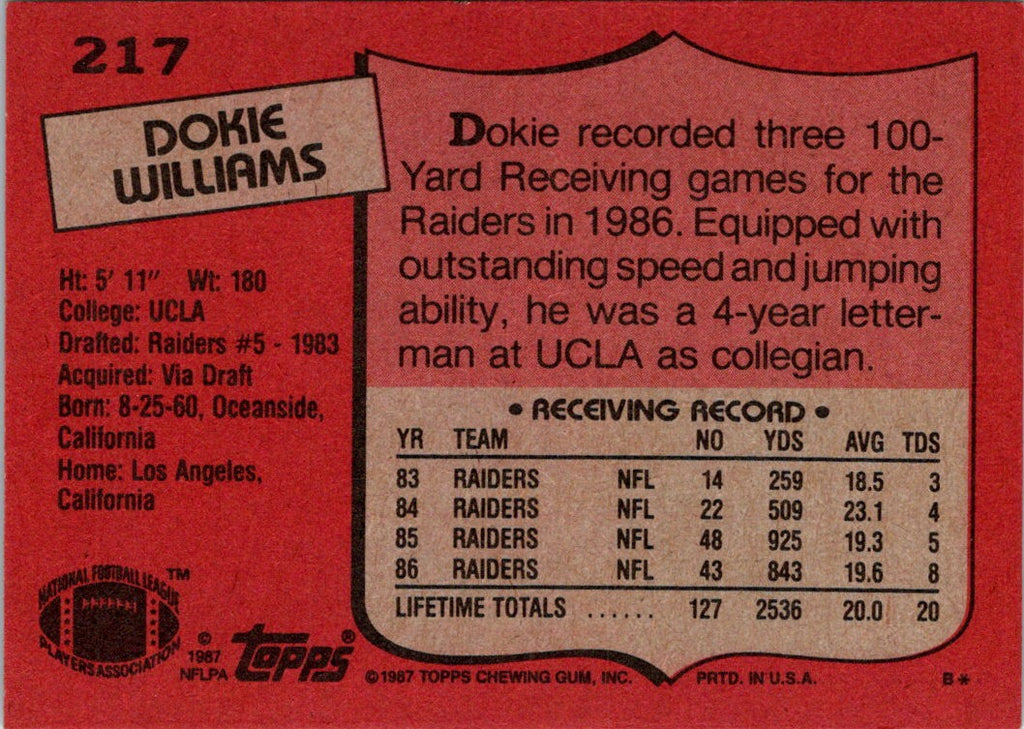 217
DOKIE
WILLIAMS
Ht: 5' 11" Wt: 180
College: UCLA
Drafted: Raiders #5 - 1983
Acquired: Via Draft
Born: 8-25-60, Oceanside,
California
Home: Los Angeles,
California
Dokie recorded three 100-
Yard Receiving games for the
Raiders in 1986. Equipped with
outstanding speed and jumping
ability, he was a 4-year letter-
man at UCLA as collegian.
• RECEIVING RECORD •
YR TEAM NO YDS AVG TDS
83 RAIDERS NFL 14 259 18.5 3
84 RAIDERS NFL 22 509 23.1 4
85 RAIDERS NFL 48 925 19.3 5
86 RAIDERS NFL 43 843 19.6 8
LIFETIME TOTALS ...... 127 2536 20.0 20
NATIONAL FOOTBALL LEAGUE ™
PLAYERS ASSOCIATION
©
1987
NFLPA
Topps®
©1987 TOPPS CHEWING GUM, INC. PRTD. IN U.S.A. B*